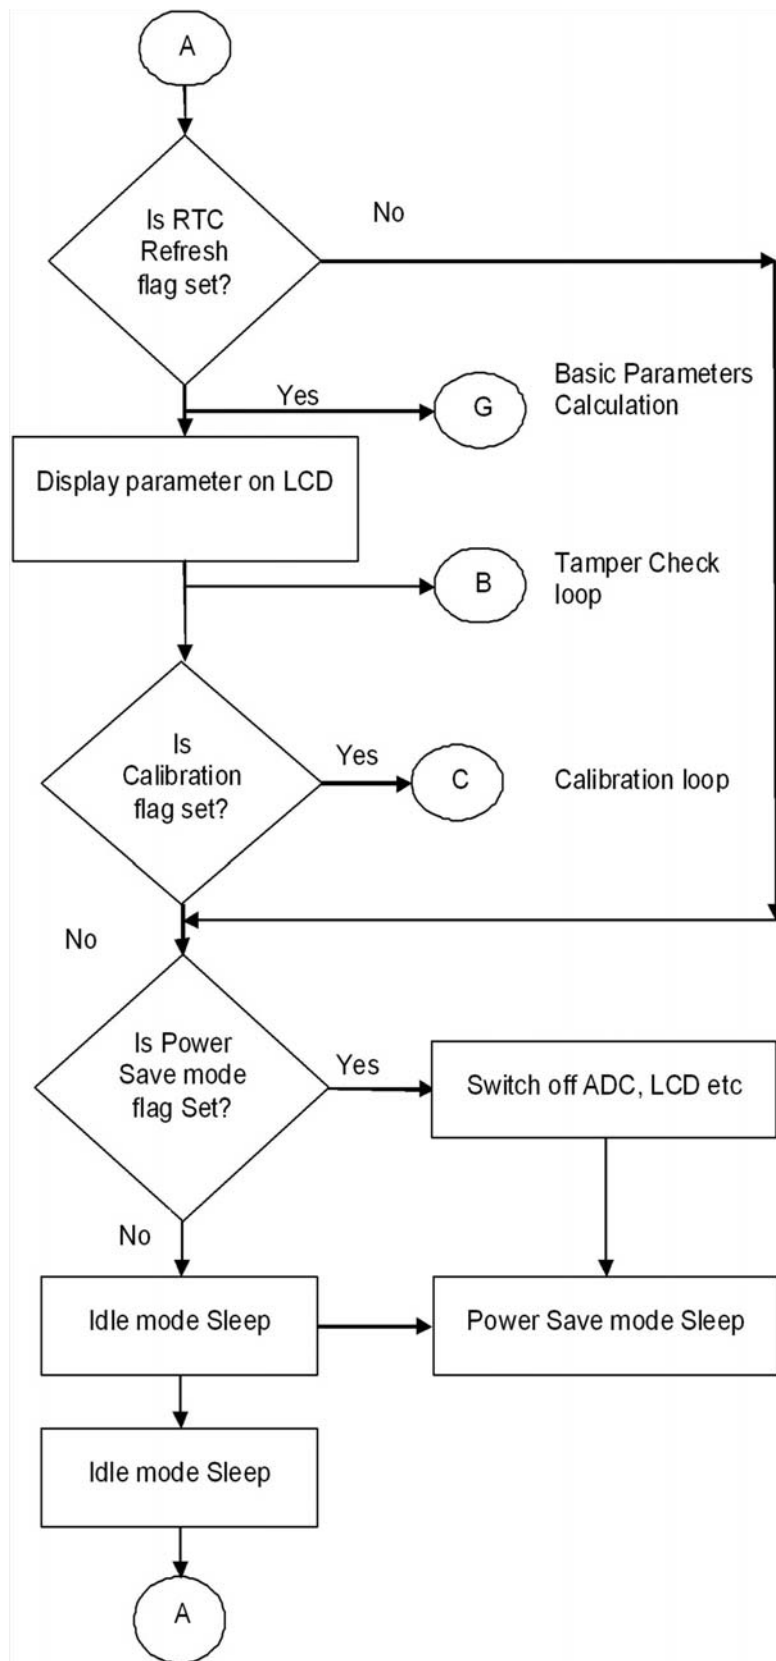 A
Is RTC
Refresh
flag set?
No
Yes
G
Basic Parameters
Calculation
Display parameter on LCD
B
Tamper Check
loop
Is
Calibration
flag set?
Yes
C
Calibration loop
No
Is Power
Save mode
flag Set?
Yes
Switch off ADC, LCD etc
No
Idle mode Sleep
Power Save mode Sleep
Idle mode Sleep
A